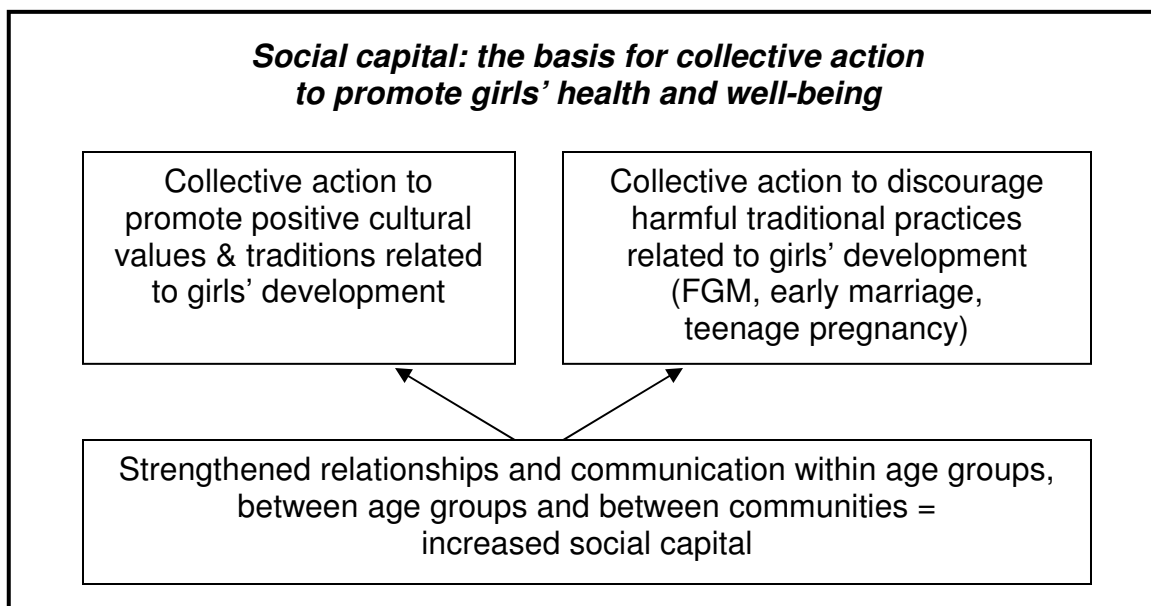 Social capital: the basis for collective action
to promote girls’ health and well-being
Collective action to
promote positive cultural
values & traditions related
to girls’ development
Collective action to discourage
harmful traditional practices
related to girls’ development
(FGM, early marriage,
teenage pregnancy)
Strengthened relationships and communication within age groups,
between age groups and between communities =
increased social capital